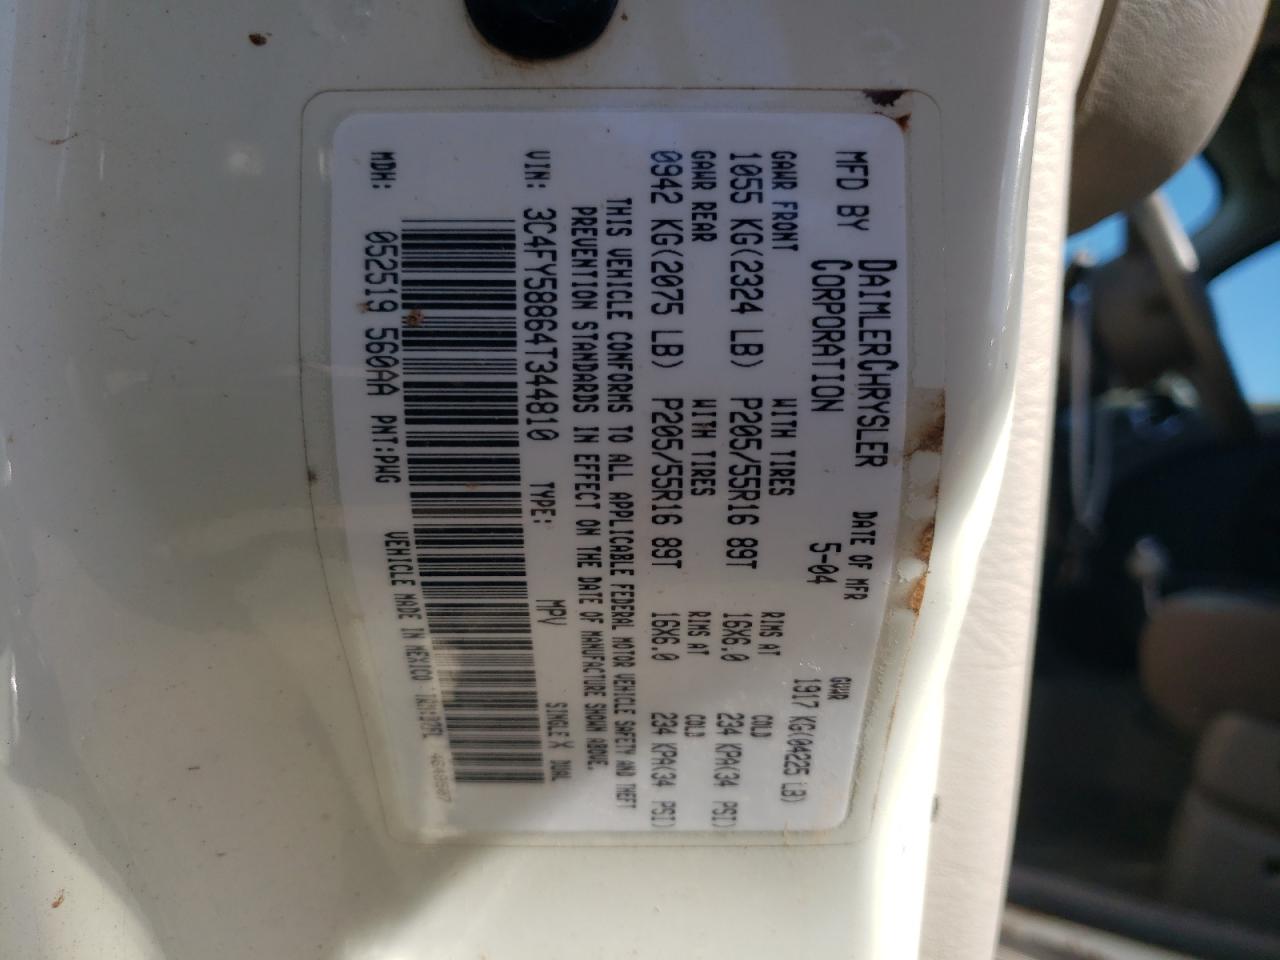 MFD BY DAIMLERCHRYSLER CORPORATION DATE OF MFR 5-04 GVWR 1917 KG(04225 LB)
GAWR FRONT WITH TIRES RIMS AT COLD
1055 KG(2324 LB) P205/55R16 89T 16X6.0 234 KPA(34 PSI)
GAWR REAR WITH TIRES RIMS AT COLD
0942 KG(2075 LB) P205/55R16 89T 16X6.0 234 KPA(34 PSI)
THIS VEHICLE CONFORMS TO ALL APPLICABLE FEDERAL MOTOR VEHICLE SAFETY AND THEFT
PREVENTION STANDARDS IN EFFECT ON THE DATE OF MANUFACTURE SHOWN ABOVE.
VIN: 3C4FY58864T344810 TYPE: MPV SINGLE X DUAL
MDH: 052519 560AA PNT:PWG VEHICLE MADE IN MEXICO